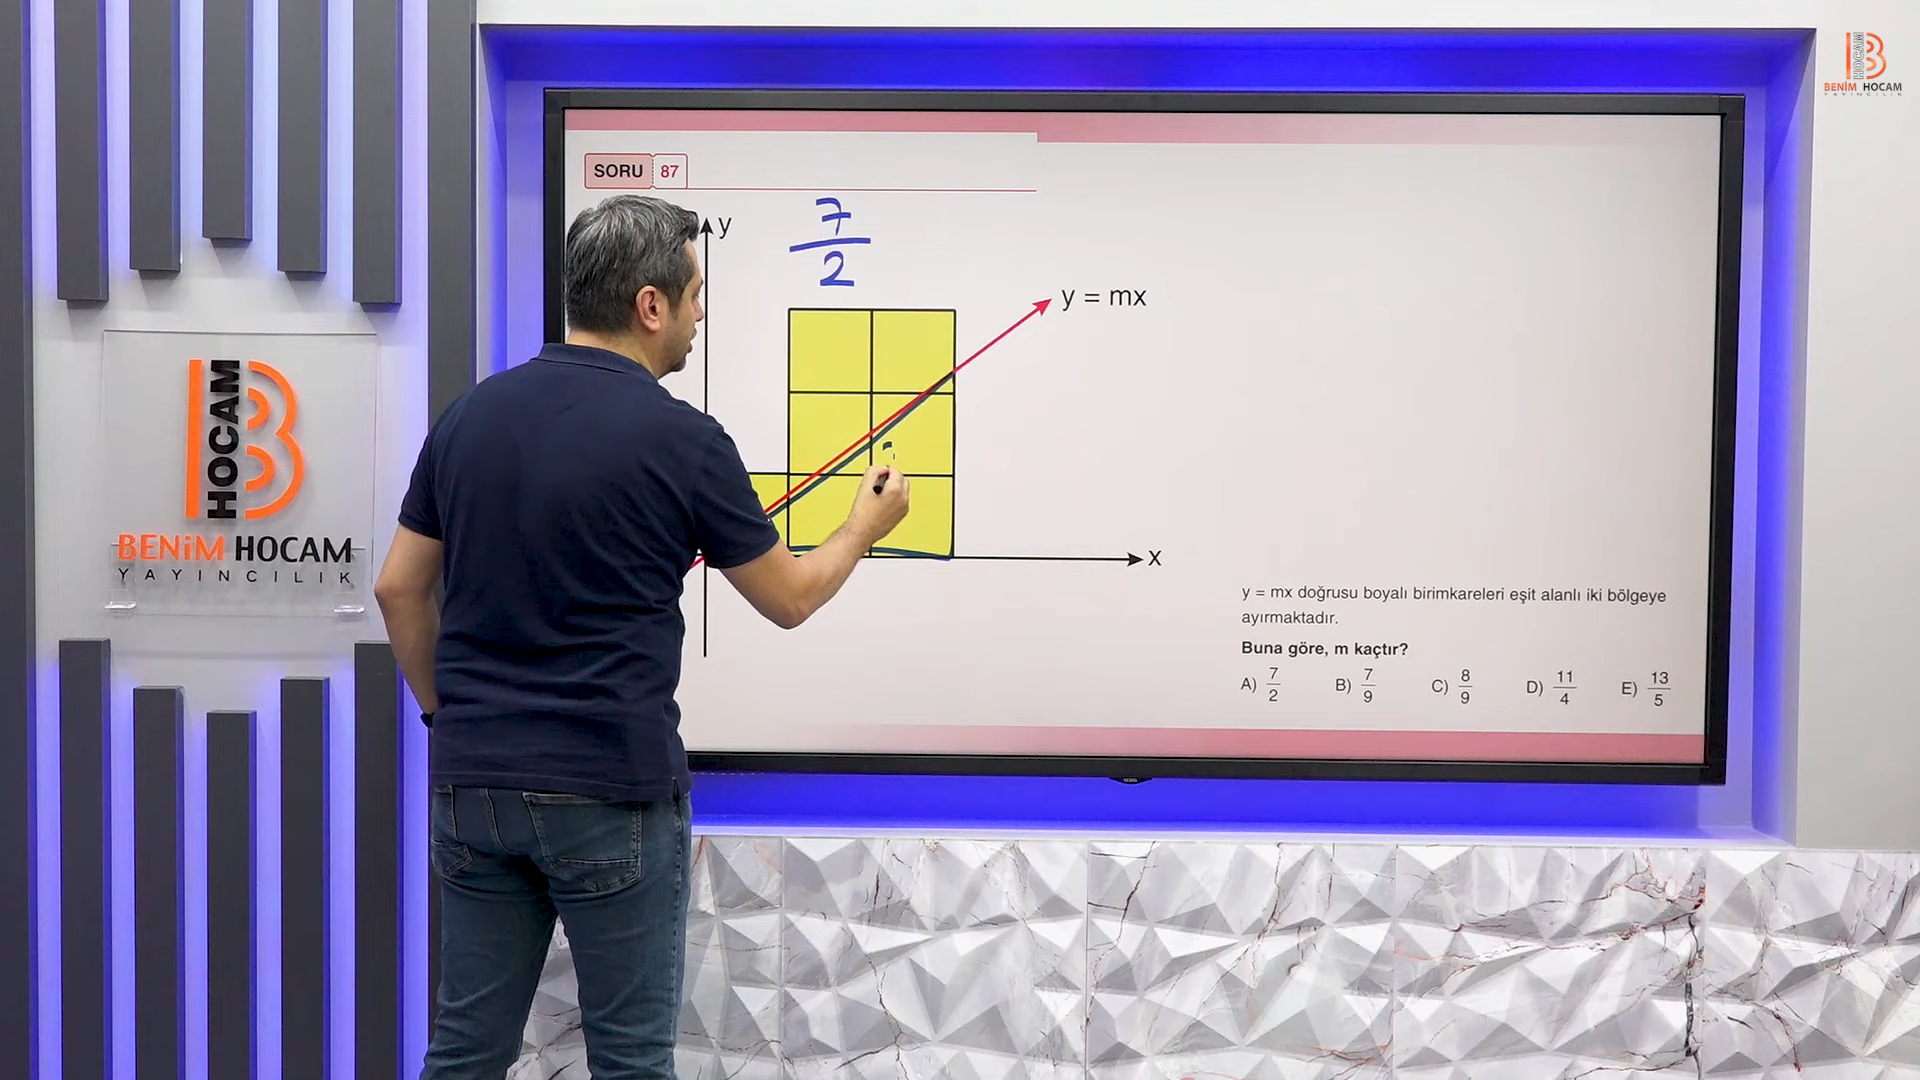 HOCAM
BENİM HOCAM
YAYINCILIK
SORU 87
y
7
2
y = mx
x
y = mx doğrusu boyalı birimkareleri eşit alanlı iki bölgeye
ayırmaktadır.
Buna göre, m kaçtır?
A) 7/2 B) 7/9 C) 8/9 D) 11/4 E) 13/5
HOCAM
BENİM HOCAM
YAYINCILIK